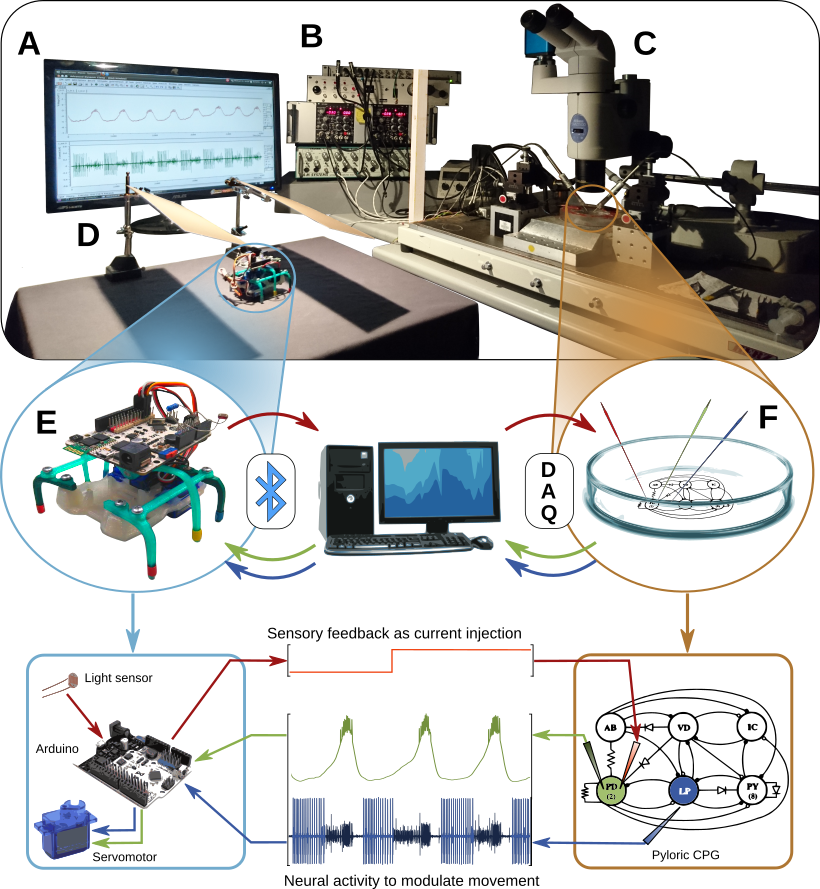 A
B
C
D
E
F
D
A
Q
Sensory feedback as current injection
Light sensor
Arduino
Servomotor
AB
VD
IC
PD
(2)
LP
PY
(8)
Pyloric CPG
Neural activity to modulate movement